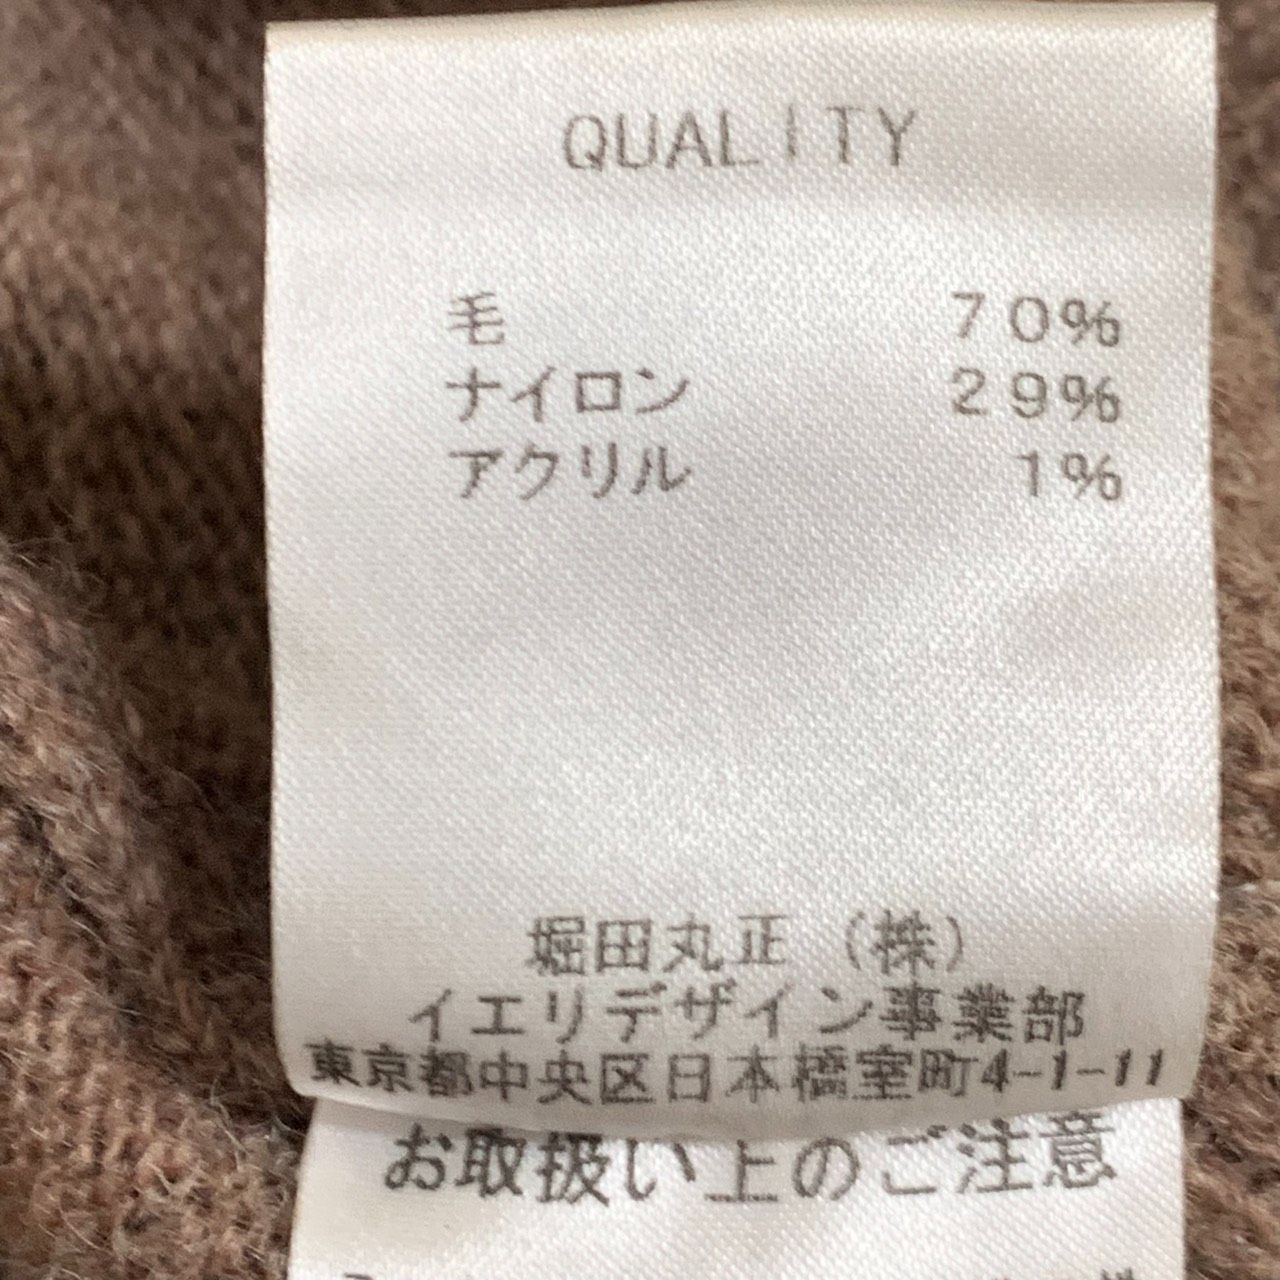 QUALITY
毛 70%
ナイロン 29%
アクリル 1%
堀田丸正(株)
イエリデザイン事業部
東京都中央区日本橋室町4-1-11
お取扱い上のご注意